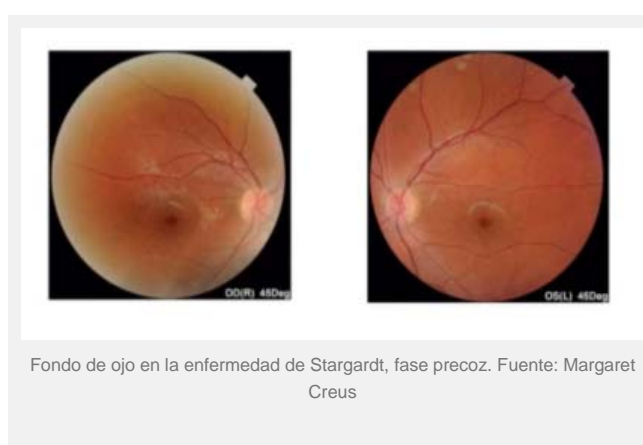 OD(R) 45Deg
OS(L) 45Deg
Fondo de ojo en la enfermedad de Stargardt, fase precoz. Fuente: Margaret
Creus